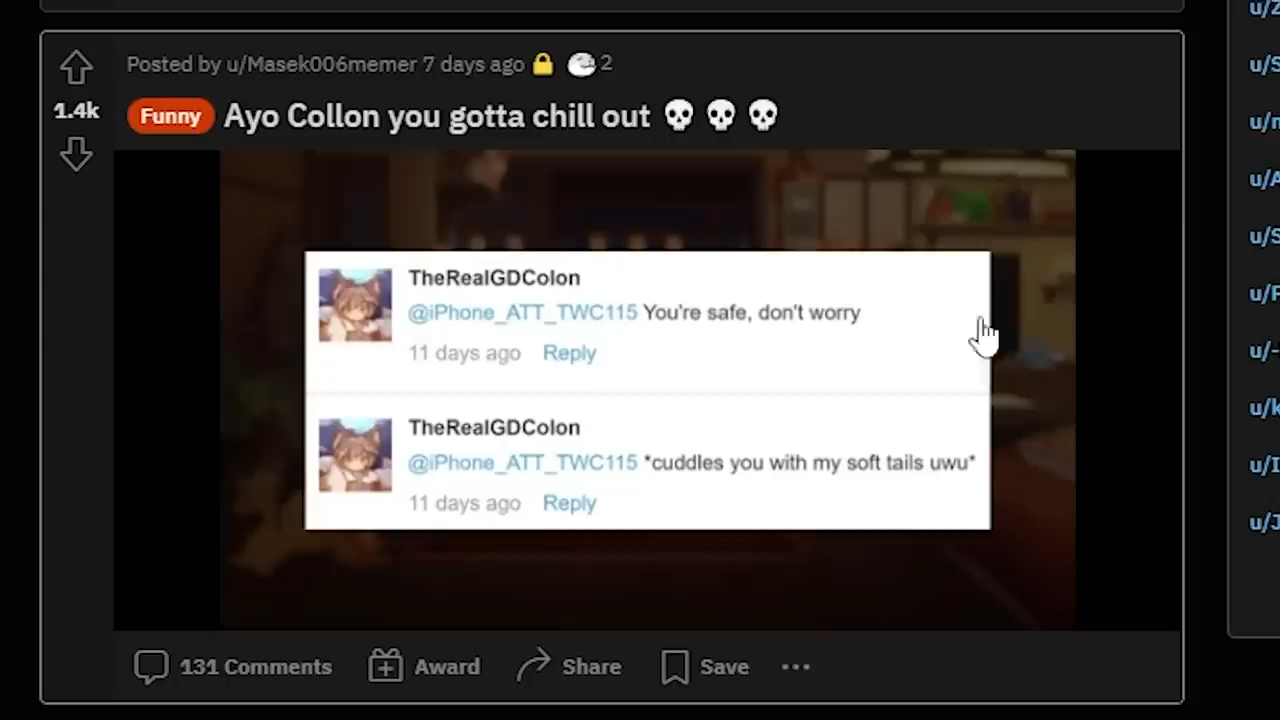 Posted by u/Masek006memer 7 days ago 2
1.4k
Funny Ayo Collon you gotta chill out
TheRealGDColon
@iPhone_ATT_TWC115 You're safe, don't worry
11 days ago Reply
TheRealGDColon
@iPhone_ATT_TWC115 *cuddles you with my soft tails uwu*
11 days ago Reply
131 Comments Award Share Save
u/S
u/A
u/S
u/k
u/J